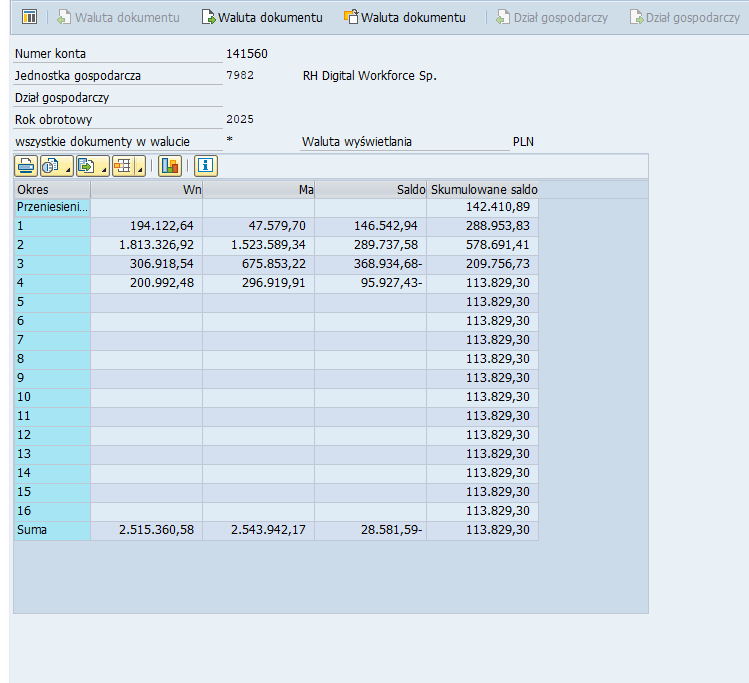 Waluta dokumentu Waluta dokumentu Waluta dokumentu Dział gospodarczy Dział gospodarczy
Numer konta 141560
Jednostka gospodarcza 7982 RH Digital Workforce Sp.
Dział gospodarczy
Rok obrotowy 2025
wszystkie dokumenty w walucie * Waluta wyświetlania PLN
Okres Wn Ma Saldo Skumulowane saldo
Przeniesieni... 142.410,89
1 194.122,64 47.579,70 146.542,94 288.953,83
2 1.813.326,92 1.523.589,34 289.737,58 578.691,41
3 306.918,54 675.853,22 368.934,68- 209.756,73
4 200.992,48 296.919,91 95.927,43- 113.829,30
5 113.829,30
6 113.829,30
7 113.829,30
8 113.829,30
9 113.829,30
10 113.829,30
11 113.829,30
12 113.829,30
13 113.829,30
14 113.829,30
15 113.829,30
16 113.829,30
Suma 2.515.360,58 2.543.942,17 28.581,59- 113.829,30